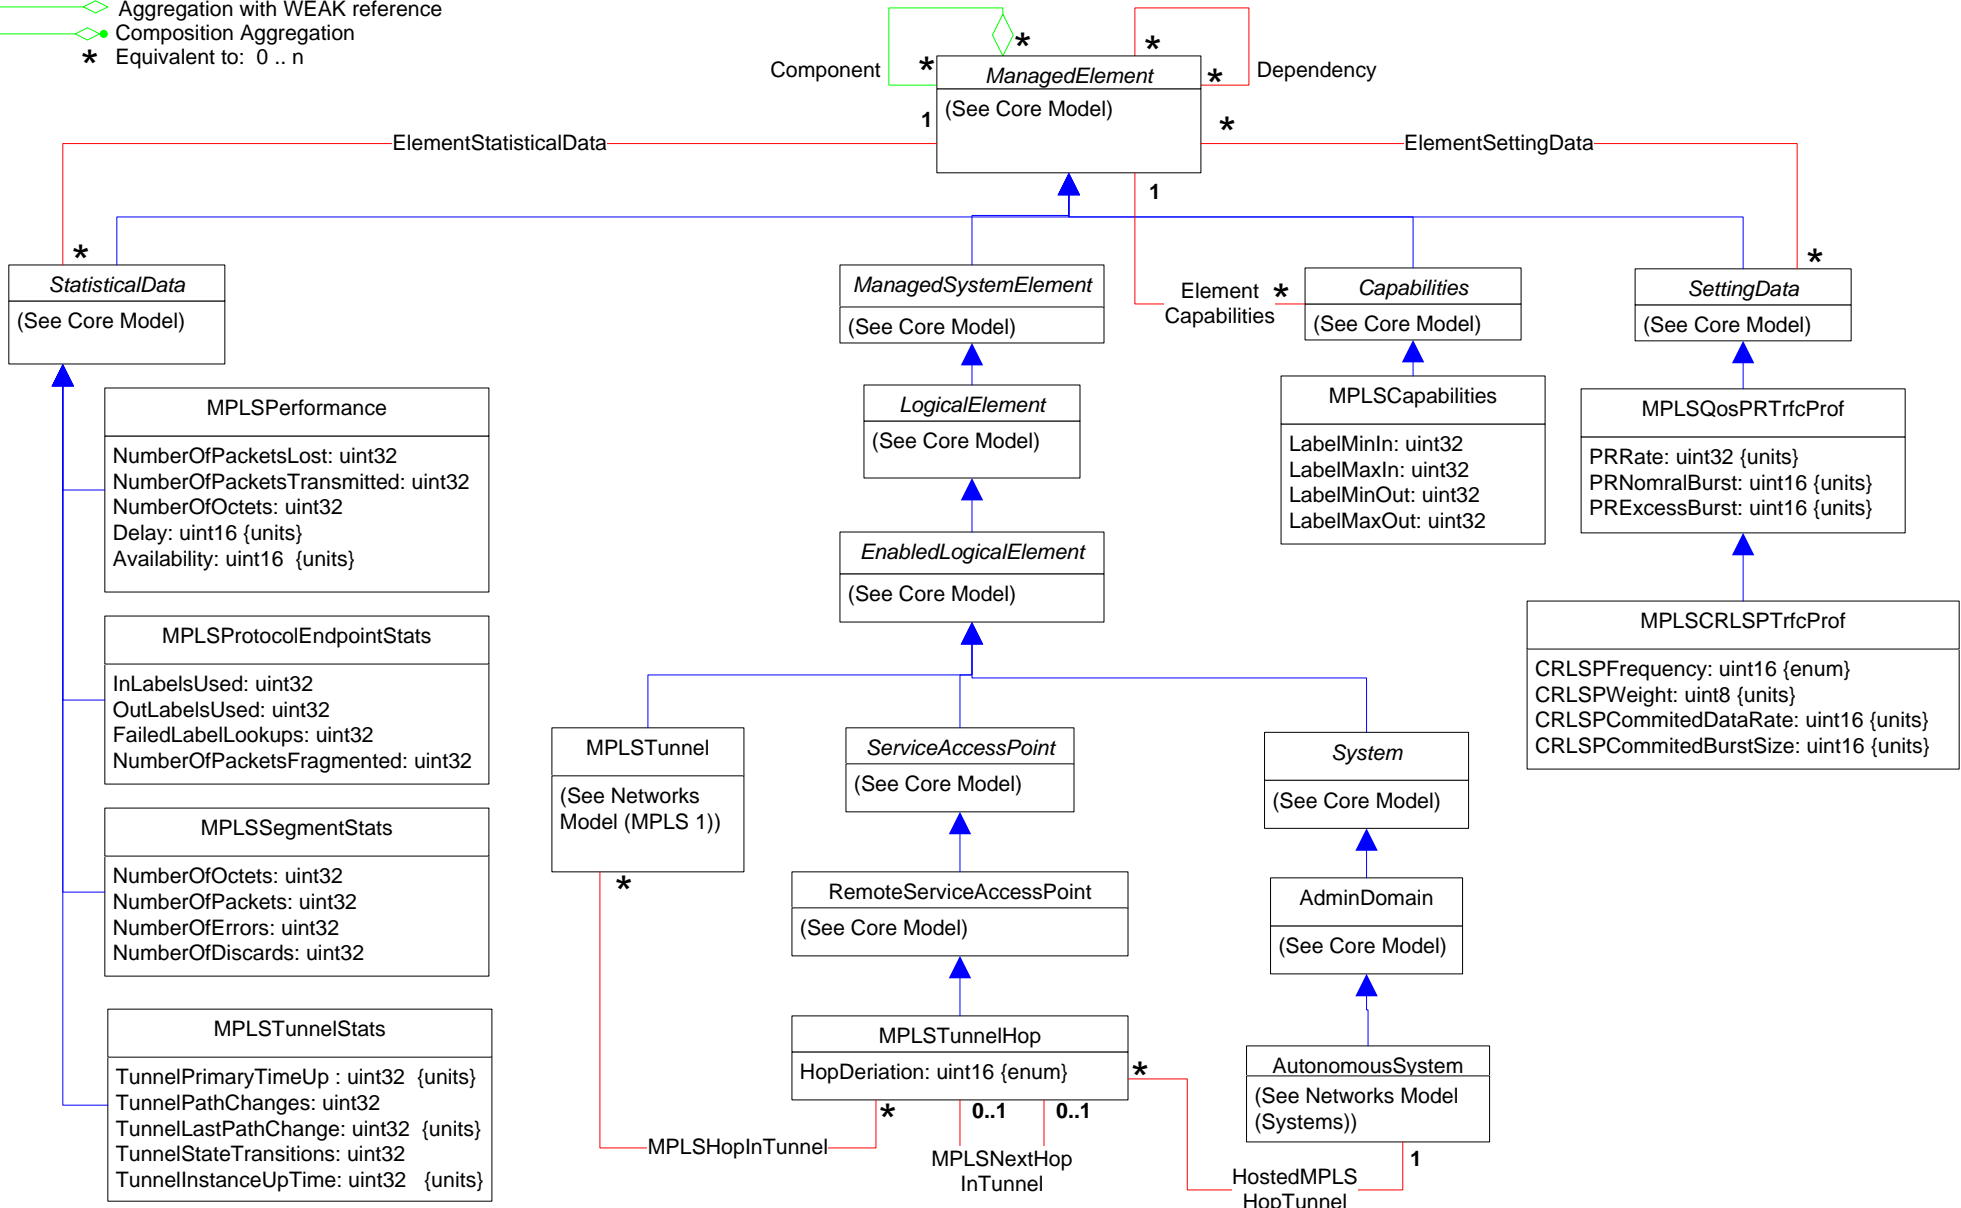 Aggregation with WEAK reference
Composition Aggregation
* Equivalent to: 0 .. n
Component
*
*
*
*
Dependency
ManagedElement
(See Core Model)
1
*
1
ElementStatisticalData
ElementSettingData
*
*
StatisticalData
(See Core Model)
ManagedSystemElement
(See Core Model)
Element
Capabilities
*
Capabilities
(See Core Model)
SettingData
(See Core Model)
MPLSPerformance
NumberOfPacketsLost: uint32
NumberOfPacketsTransmitted: uint32
NumberOfOctets: uint32
Delay: uint16 {units}
Availability: uint16 {units}
LogicalElement
(See Core Model)
MPLSCapabilities
LabelMinIn: uint32
LabelMaxIn: uint32
LabelMinOut: uint32
LabelMaxOut: uint32
MPLSQosPRTrfcProf
PRRate: uint32 {units}
PRNomralBurst: uint16 {units}
PRExcessBurst: uint16 {units}
EnabledLogicalElement
(See Core Model)
MPLSProtocolEndpointStats
InLabelsUsed: uint32
OutLabelsUsed: uint32
FailedLabelLookups: uint32
NumberOfPacketsFragmented: uint32
MPLSCRLSPTrfcProf
CRLSPFrequency: uint16 {enum}
CRLSPWeight: uint8 {units}
CRLSPCommitedDataRate: uint16 {units}
CRLSPCommitedBurstSize: uint16 {units}
MPLSTunnel
(See Networks
Model (MPLS 1))
*
ServiceAccessPoint
(See Core Model)
System
(See Core Model)
MPLSSegmentStats
NumberOfOctets: uint32
NumberOfPackets: uint32
NumberOfErrors: uint32
NumberOfDiscards: uint32
RemoteServiceAccessPoint
(See Core Model)
AdminDomain
(See Core Model)
MPLSTunnelStats
TunnelPrimaryTimeUp : uint32 {units}
TunnelPathChanges: uint32
TunnelLastPathChange: uint32 {units}
TunnelStateTransitions: uint32
TunnelInstanceUpTime: uint32 {units}
MPLSTunnelHop
HopDeriation: uint16 {enum}
*
*
0..1
0..1
AutonomousSystem
(See Networks Model
(Systems))
1
MPLSHopInTunnel
MPLSNextHop
InTunnel
HostedMPLS
HopTunnel